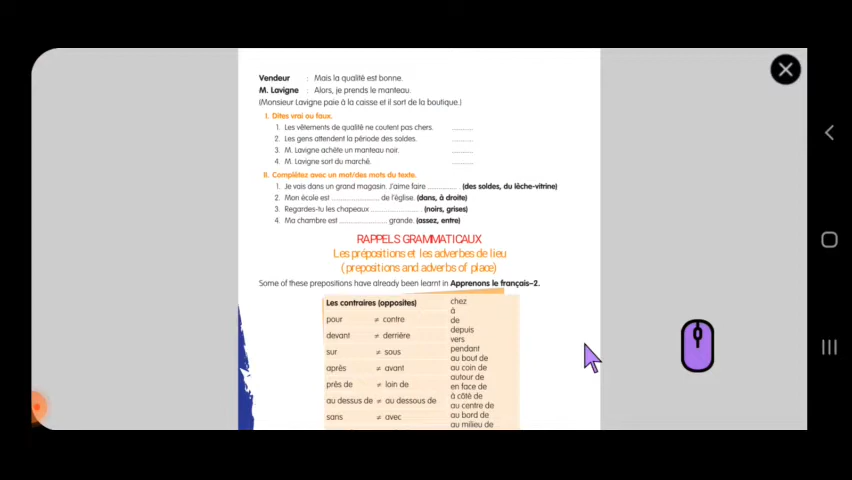 Vendeur : Mais la qualité est bonne.
M. Lavigne : Alors, je prends le manteau.
(Monsieur Lavigne paie à la caisse et il sort de la boutique.)
I. Dites vrai ou faux.
1. Les vêtements de qualité ne coutent pas chers. ..........
2. Les gens attendent la période des soldes. ..........
3. M. Lavigne achète un manteau noir. ..........
4. M. Lavigne sort du marché. ..........
II. Complétez avec un mot/des mots du texte.
1. Je vais dans un grand magasin. J'aime faire .............. (des soldes, du lèche-vitrine)
2. Mon école est ...................... de l'église. (dans, à droite)
3. Regardes-tu les chapeaux ...................... (noirs, grises)
4. Ma chambre est ...................... grande. (assez, entre)
RAPPELS GRAMMATICAUX
Les prépositions et les adverbes de lieu
(prepositions and adverbs of place)
Some of these prepositions have already been learnt in Apprenons le français–2.
Les contraires (opposites)
pour ≠ contre
devant ≠ derrière
sur ≠ sous
après ≠ avant
près de ≠ loin de
au dessus de ≠ au dessous de
sans ≠ avec
chez
à
de
depuis
vers
pendant
au bout de
au coin de
autour de
en face de
à côté de
au centre de
au bord de
au milieu de